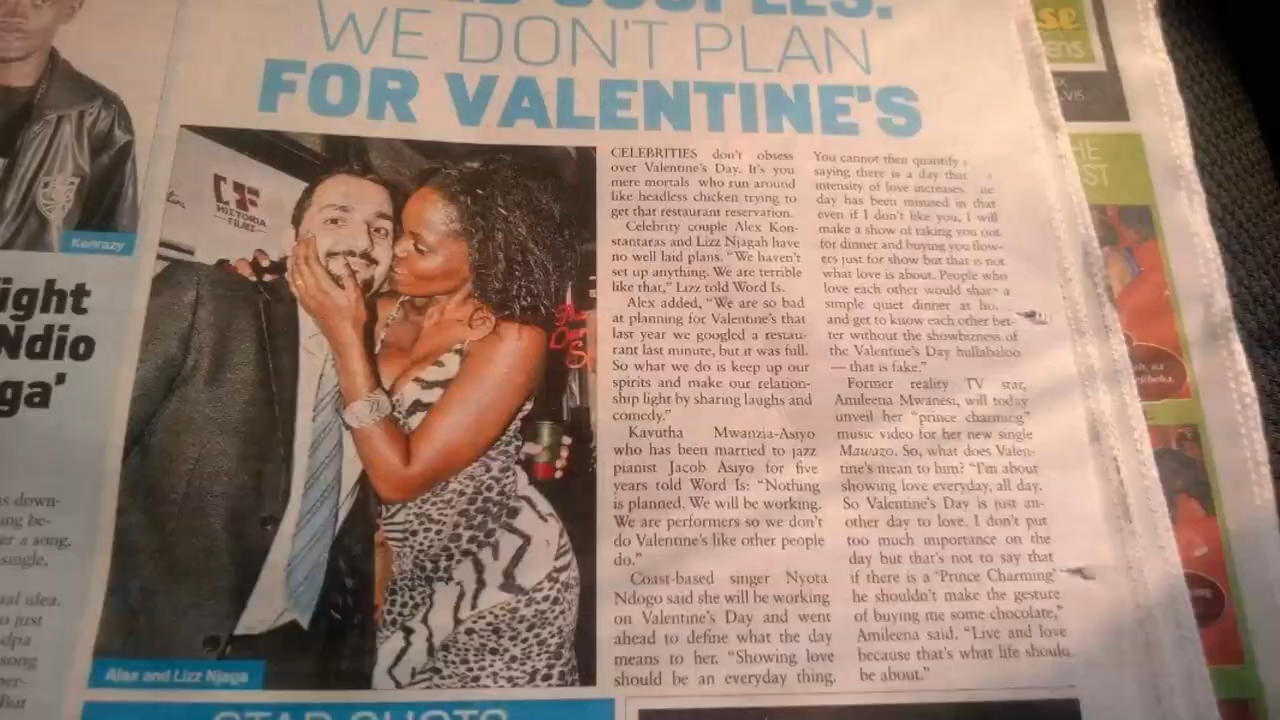 COUPLES:
WE DON'T PLAN
FOR VALENTINE'S
CELEBRITIES don't obsess
over Valentine's Day. It's you
mere mortals who run around
like headless chicken trying to
get that restaurant reservation.
Celebrity couple Alex Kon-
stantaras and Lizz Njagah have
no well laid plans. "We haven't
set up anything. We are terrible
like that," Lizz told Word Is.
Alex added, "We are so bad
at planning for Valentine's that
last year we googled a restau-
rant last minute, but it was full.
So what we do is keep up our
spirits and make our relation-
ship light by sharing laughs and
comedy."
Kavutha Mwanzia-Asiyo
who has been married to jazz
pianist Jacob Asiyo for five
years told Word Is: "Nothing
is planned. We will be working.
We are performers so we don't
do Valentine's like other people
do."
Coast-based singer Nyota
Ndogo said she will be working
on Valentine's Day and went
ahead to define what the day
means to her. "Showing love
should be an everyday thing.
You cannot then quantify
saying there is a day that
intensity of love increases.
day has been misused in that
even if I don't like you, I will
make a show of taking you out
for dinner and buying you flow-
ers just for show but that is not
what love is about. People who
love each other would share a
simple quiet dinner at
and get to know each other bet-
ter without the showbizness of
the Valentine's Day hullabaloo
— that is fake."
Former reality TV star,
Amileena Mwanesi, will today
unveil her "prince charming"
music video for her new single
Mawazo. So, what does Valen-
tine's mean to him? "I'm about
showing love everyday, all day.
So Valentine's Day is just an-
other day to love. I don't put
too much importance on the
day but that's not to say that
if there is a 'Prince Charming'
he shouldn't make the gesture
of buying me some chocolate,"
Amileena said. "Live and love
because that's what life should
be about."
HISTORIA
FILMS
Alex and Lizz Njaga
Kenrazy
ight
Ndio
ga'
s down-
ng be-
er a song,
single,
ual idea.
o just
dpa
song
per-
But
STAR SHOTS
se
ens
HE
ST